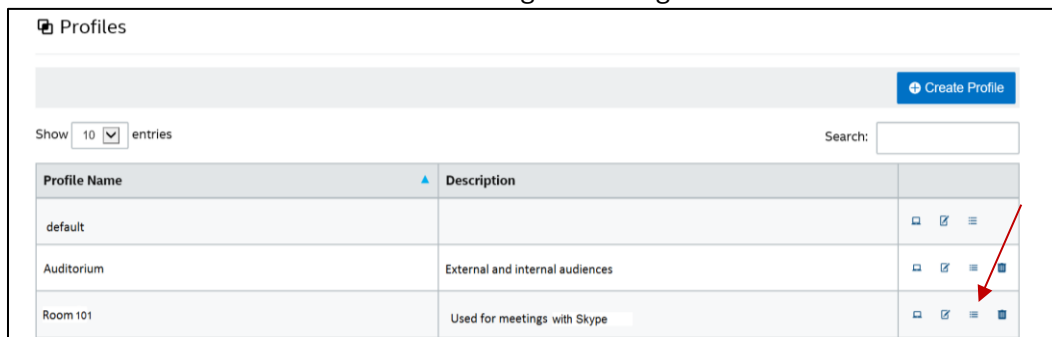 Profiles
Create Profile
Show 10 entries
Search:
Profile Name Description
default
Auditorium External and internal audiences
Room 101 Used for meetings with Skype